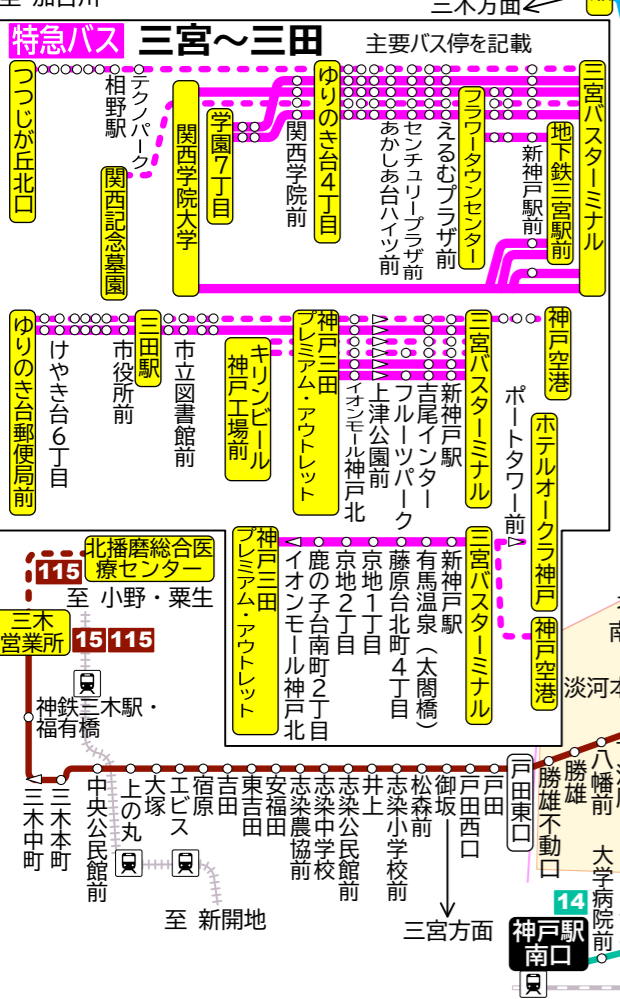 至 加古川
三木方面
特急バス 三宮～三田 主要バス停を記載
つつじが丘北口
相野駅
テクノパーク
関西記念墓園
関西学院大学
学園7丁目
関西学院前
ゆりのき台4丁目
あかしあ台ハイツ前
センチュリープラザ前
えるむプラザ前
フラワータウンセンター
新神戸駅前
地下鉄三宮駅前
三宮バスターミナル
ゆりのき台郵便局前
けやき台6丁目
市役所前
三田駅
市立図書館前
キリンビール
神戸工場前
神戸三田
プレミアム・アウトレット
イオンモール神戸北
上津公園前
フルーツパーク
吉尾インター
新神戸駅
三宮バスターミナル
ポートタワー前
神戸空港
ホテルオークラ神戸
神戸空港
神戸三田
プレミアム・アウトレット
イオンモール神戸北
鹿の子台南町2丁目
京地2丁目
京地1丁目
藤原台北町4丁目
有馬温泉（太閤橋）
新神戸駅
三宮バスターミナル
北播磨総合医
療センター
115
至 小野・粟生
三木
営業所
15 115
神鉄三木駅・
福有橋
三木中町
三木本町
中央公民館前
上の丸
大塚
エビス
宿原
吉田
東吉田
安福田
志染農協前
志染中学校
志染公民館前
井上
志染小学校前
松森前
御坂
戸田西口
戸田
戸田東口
勝雄不動口
勝雄
八幡前
淡河本
至 新開地
三宮方面
14
神戸駅
南口
大学病院前